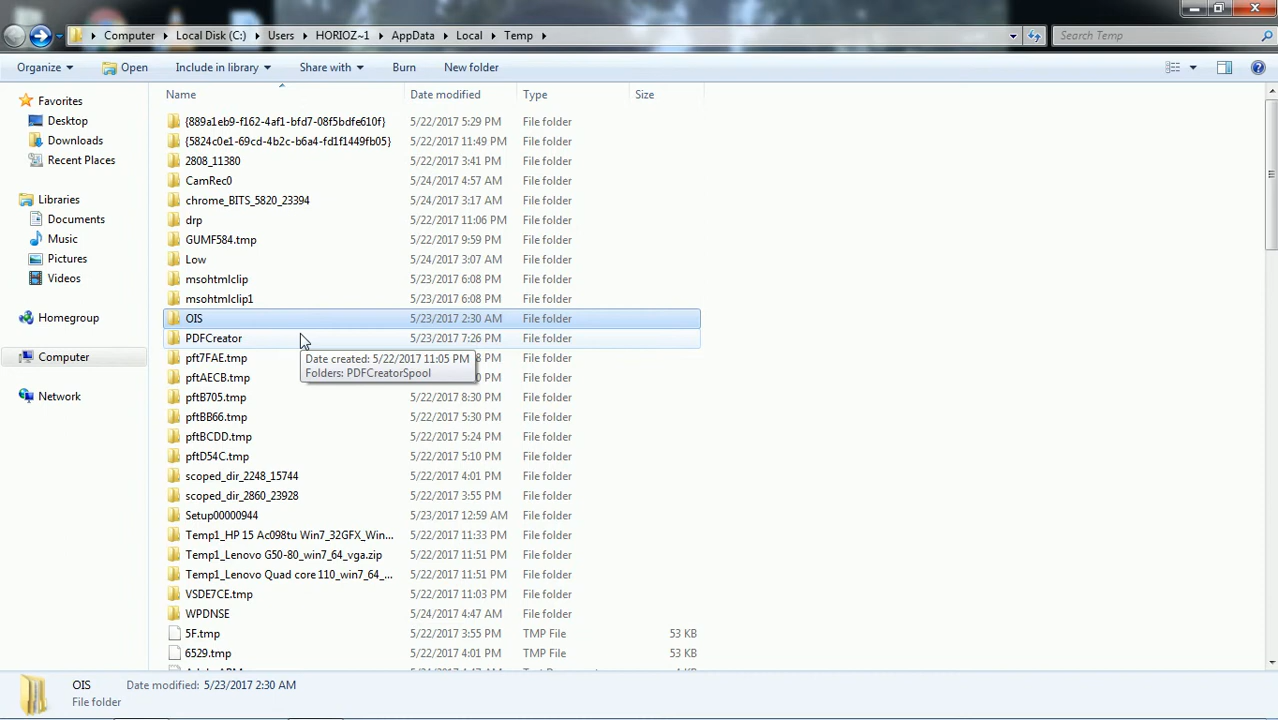 Computer Local Disk (C:) Users HORIOZ~1 AppData Local Temp Search Temp
Organize Open Include in library Share with Burn New folder
Name Date modified Type Size
Favorites
Desktop
Downloads
Recent Places
Libraries
Documents
Music
Pictures
Videos
Homegroup
Computer
Network
{889a1eb9-f162-4af1-bfd7-08f5bdfe610f} 5/22/2017 5:29 PM File folder
{5824c0e1-69cd-4b2c-b6a4-fd1f1449fb05} 5/22/2017 11:49 PM File folder
2808_11380 5/22/2017 3:41 PM File folder
CamRec0 5/24/2017 4:57 AM File folder
chrome_BITS_5820_23394 5/24/2017 3:17 AM File folder
drp 5/22/2017 11:06 PM File folder
GUMF584.tmp 5/22/2017 9:59 PM File folder
Low 5/24/2017 3:07 AM File folder
msohtmlclip 5/23/2017 6:08 PM File folder
msohtmlclip1 5/23/2017 6:08 PM File folder
OIS 5/23/2017 2:30 AM File folder
PDFCreator 5/23/2017 7:26 PM File folder
pft7FAE.tmp 8 PM File folder
Date created: 5/22/2017 11:05 PM
Folders: PDFCreatorSpool
pftAECB.tmp 0 PM File folder
pftB705.tmp 5/22/2017 8:30 PM File folder
pftBB66.tmp 5/22/2017 5:30 PM File folder
pftBCDD.tmp 5/22/2017 5:24 PM File folder
pftD54C.tmp 5/22/2017 5:10 PM File folder
scoped_dir_2248_15744 5/22/2017 4:01 PM File folder
scoped_dir_2860_23928 5/22/2017 3:55 PM File folder
Setup00000944 5/23/2017 12:59 AM File folder
Temp1_HP 15 Ac098tu Win7_32GFX_Win... 5/22/2017 11:33 PM File folder
Temp1_Lenovo G50-80_win7_64_vga.zip 5/22/2017 11:51 PM File folder
Temp1_Lenovo Quad core 110_win7_64_... 5/22/2017 11:51 PM File folder
VSDE7CE.tmp 5/22/2017 11:03 PM File folder
WPDNSE 5/24/2017 4:47 AM File folder
5F.tmp 5/22/2017 3:55 PM TMP File 53 KB
6529.tmp 5/22/2017 3:55 PM TMP File 53 KB
OIS Date modified: 5/23/2017 2:30 AM
File folder